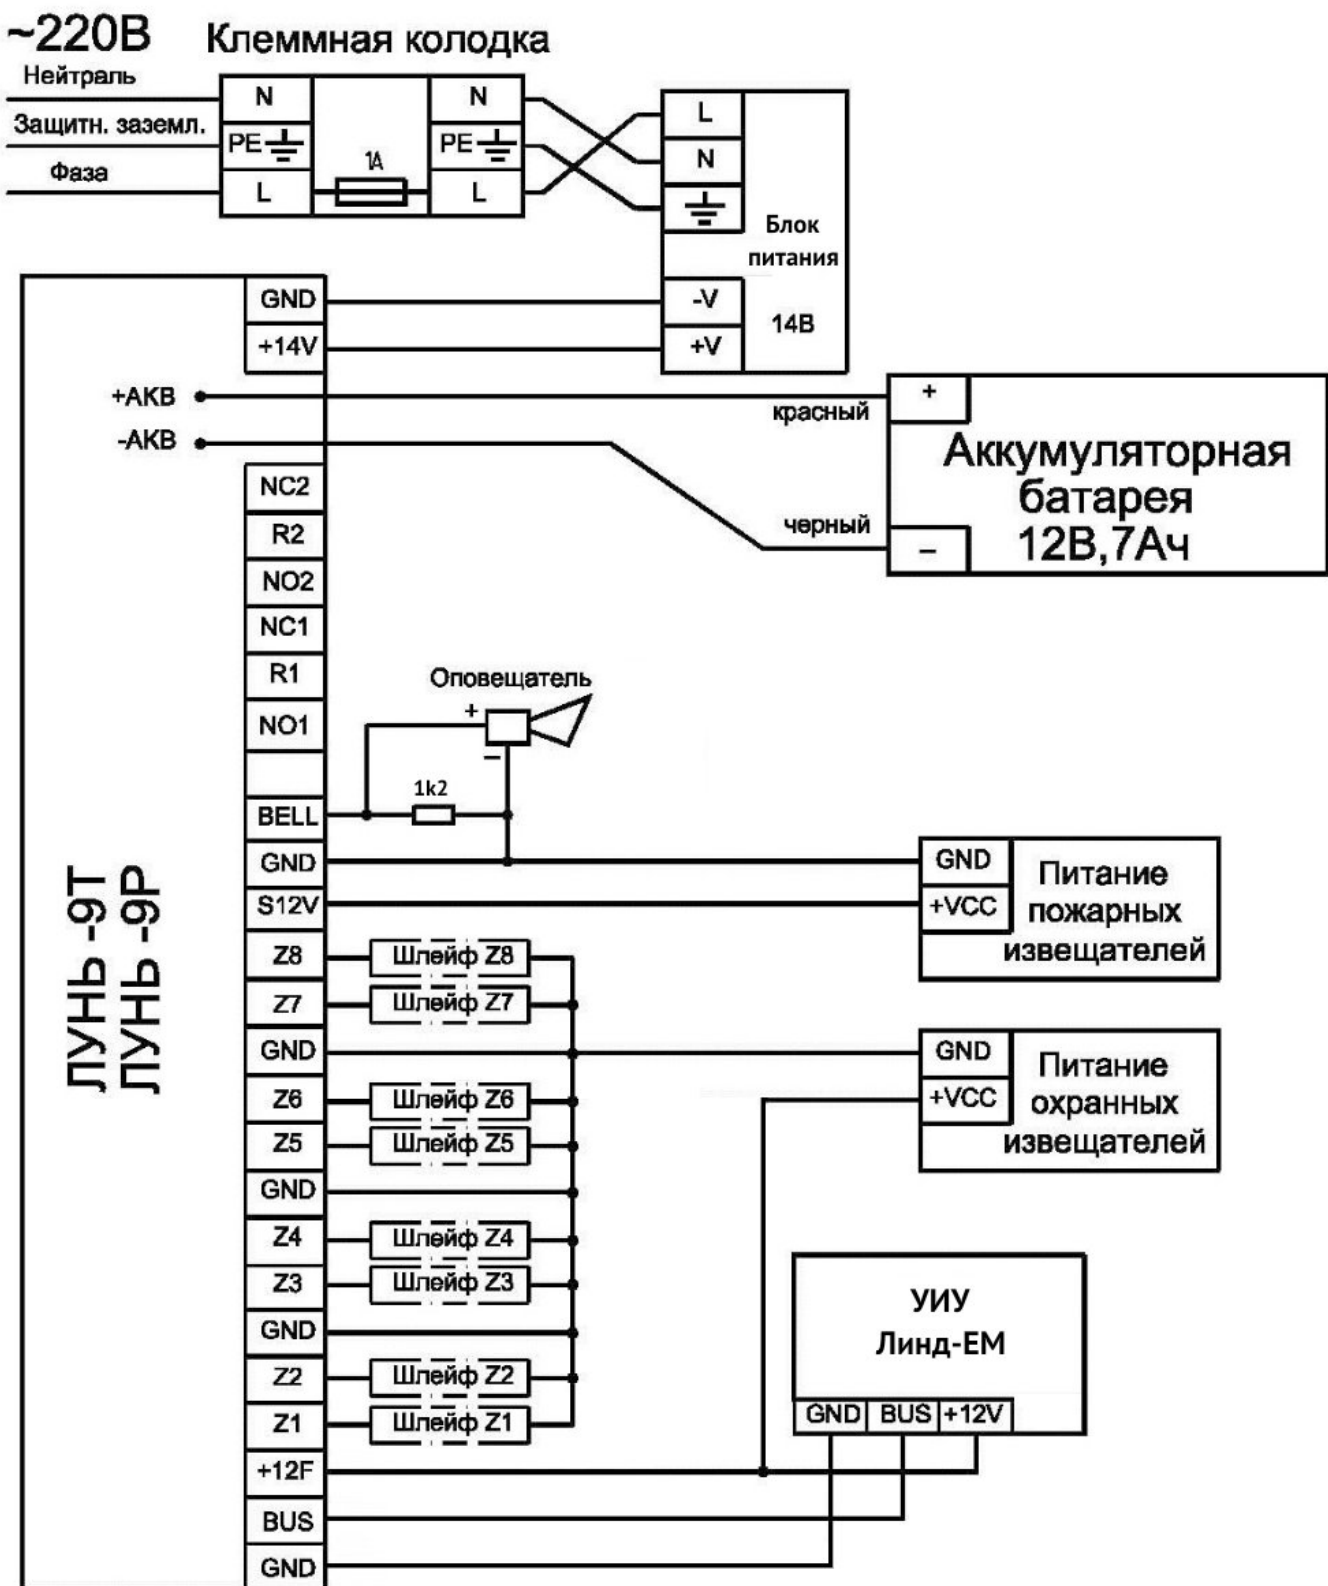 ~220В Клеммная колодка
Нейтраль
Защитн. заземл.
Фаза
N
PE
L
1А
N
PE
L
L
N
Блок
питания
14В
-V
+V
GND
+14V
+АКВ
-АКВ
красный
черный
+
–
Аккумуляторная
батарея
12В,7Ач
NC2
R2
NO2
NC1
R1
NO1
BELL
GND
S12V
Z8
Z7
GND
Z6
Z5
GND
Z4
Z3
GND
Z2
Z1
+12F
BUS
GND
ЛУНЬ -9Т
ЛУНЬ -9Р
Оповещатель
+
–
1k2
Шлейф Z8
Шлейф Z7
Шлейф Z6
Шлейф Z5
Шлейф Z4
Шлейф Z3
Шлейф Z2
Шлейф Z1
GND
+VCC
Питание
пожарных
извещателей
GND
+VCC
Питание
охранных
извещателей
УИУ
Линд-ЕМ
GND BUS +12V